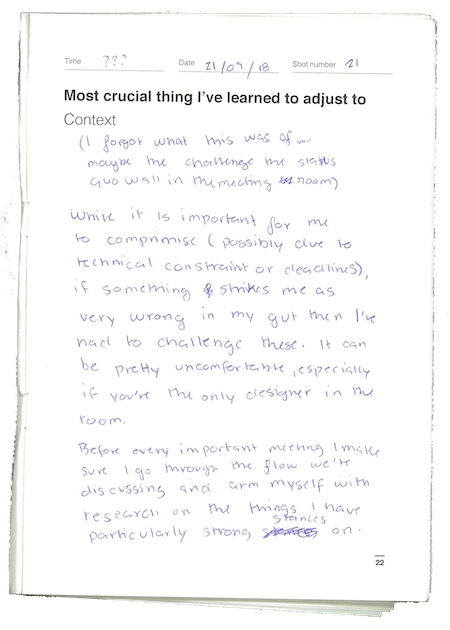 Time ??? Date 21/09/18 Shot number 21
Most crucial thing I've learned to adjust to
Context
(I forgot what this was of ...
maybe the challenge the status
quo wall in the meeting room)
While it is important for me
to comprimise (possibly due to
technical constraint or deadlines),
if something strikes me as
very wrong in my gut then I've
had to challenge these. It can
be pretty uncomfortable, especially
if you're the only designer in the
room.
Before every important meeting I make
sure I go through the flow we're
discussing and arm myself with
research on the things I have
particularly strong stances on.
22